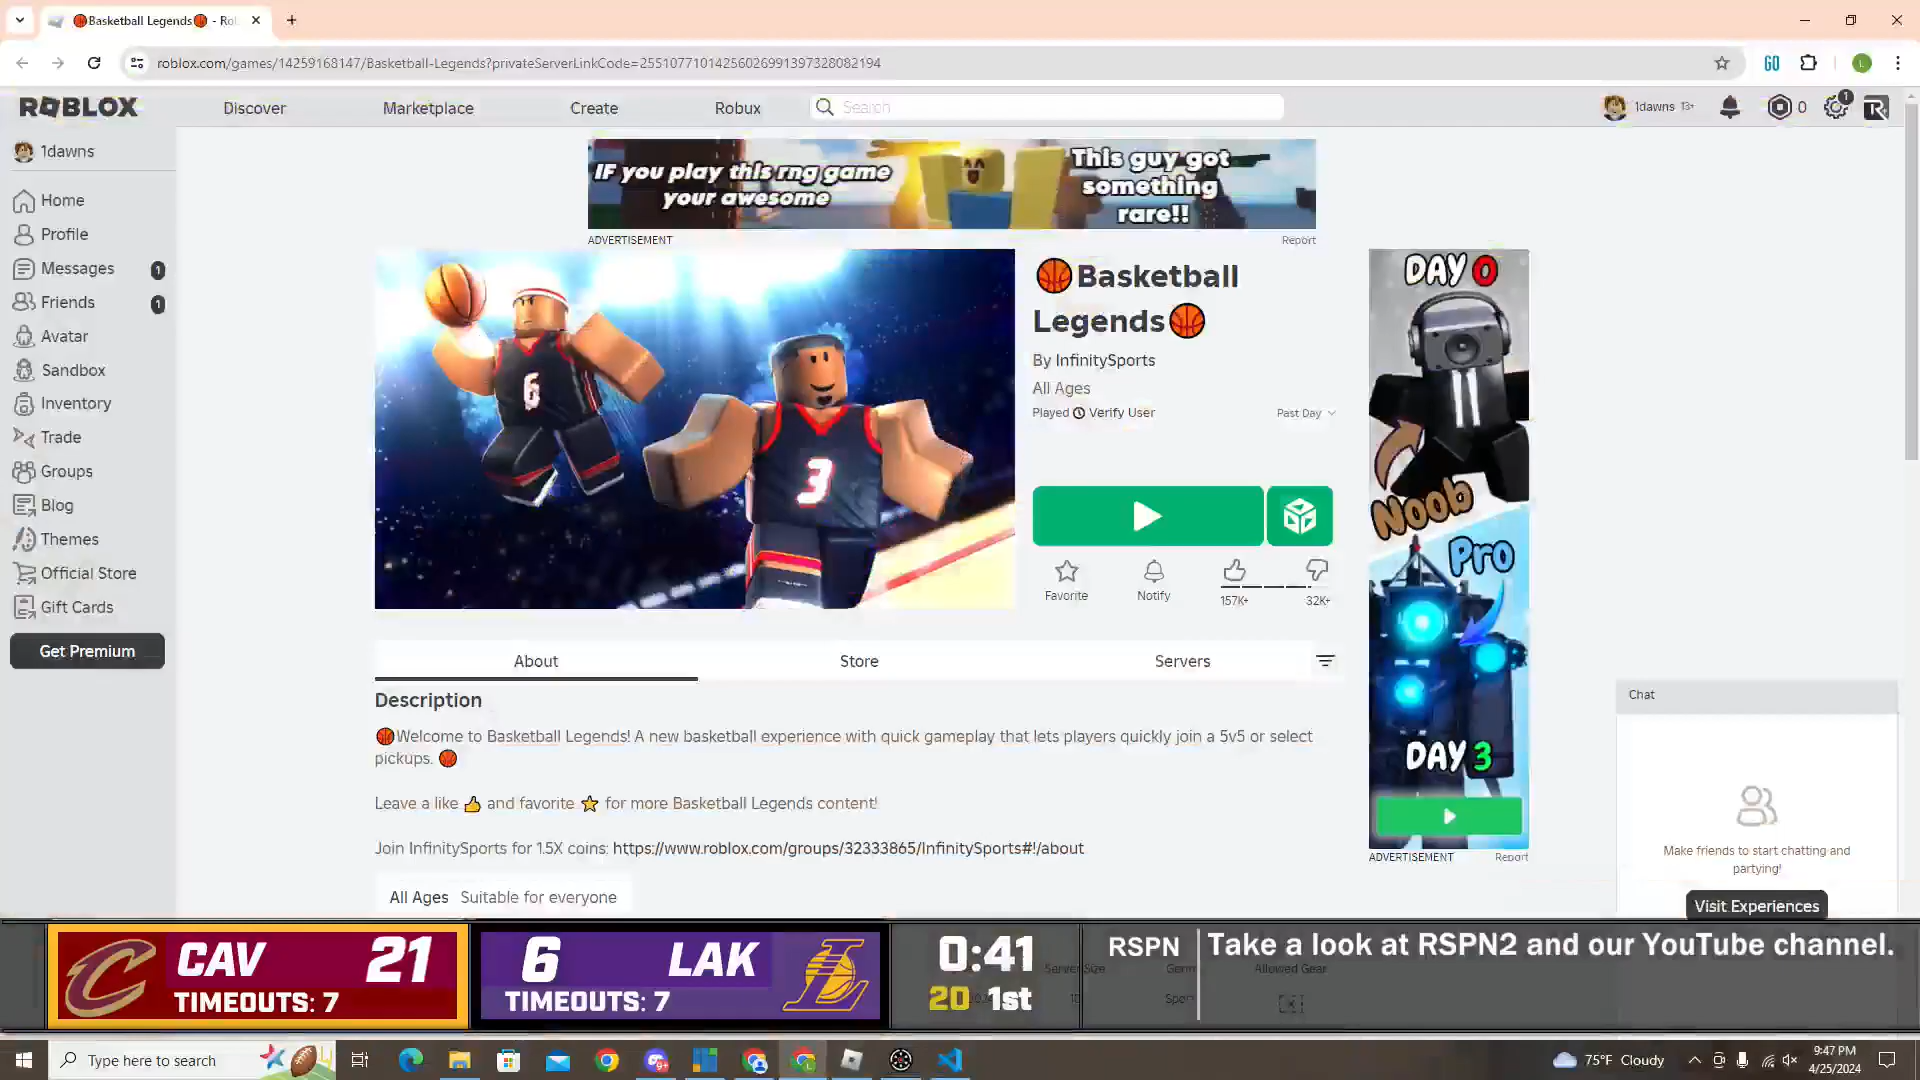 🏀Basketball Legends🏀 - Ro
roblox.com/games/14259168147/Basketball-Legends?privateServerLinkCode=25510771014256026991397328082194
GO
L
ROBLOX
Discover
Marketplace
Create
Robux
Search
1dawns 13+
0
1
1dawns
Home
Profile
Messages 1
Friends 1
Avatar
Sandbox
Inventory
Trade
Groups
Blog
Themes
Official Store
Gift Cards
Get Premium
IF you play this rng game
your awesome
This guy got
something
rare!!
ADVERTISEMENT
Report
6
3
🏀Basketball
Legends🏀
By InfinitySports
All Ages
Played Verify User
Past Day
Favorite
Notify
157K+
32K+
DAY 0
Noob
Pro
DAY 3
ADVERTISEMENT
Report
About
Store
Servers
Description
🏀Welcome to Basketball Legends! A new basketball experience with quick gameplay that lets players quickly join a 5v5 or select
pickups. 🏀
Leave a like 👍 and favorite ⭐ for more Basketball Legends content!
Join InfinitySports for 1.5X coins: https://www.roblox.com/groups/32333865/InfinitySports#!/about
All Ages Suitable for everyone
Chat
Make friends to start chatting and
partying!
Visit Experiences
CAV 21
TIMEOUTS: 7
6 LAK
TIMEOUTS: 7
0:41
20 1st
Server Size
Allowed Gear
RSPN
Take a look at RSPN2 and our YouTube channel.
Type here to search
9+
75°F Cloudy
9:47 PM
4/25/2024